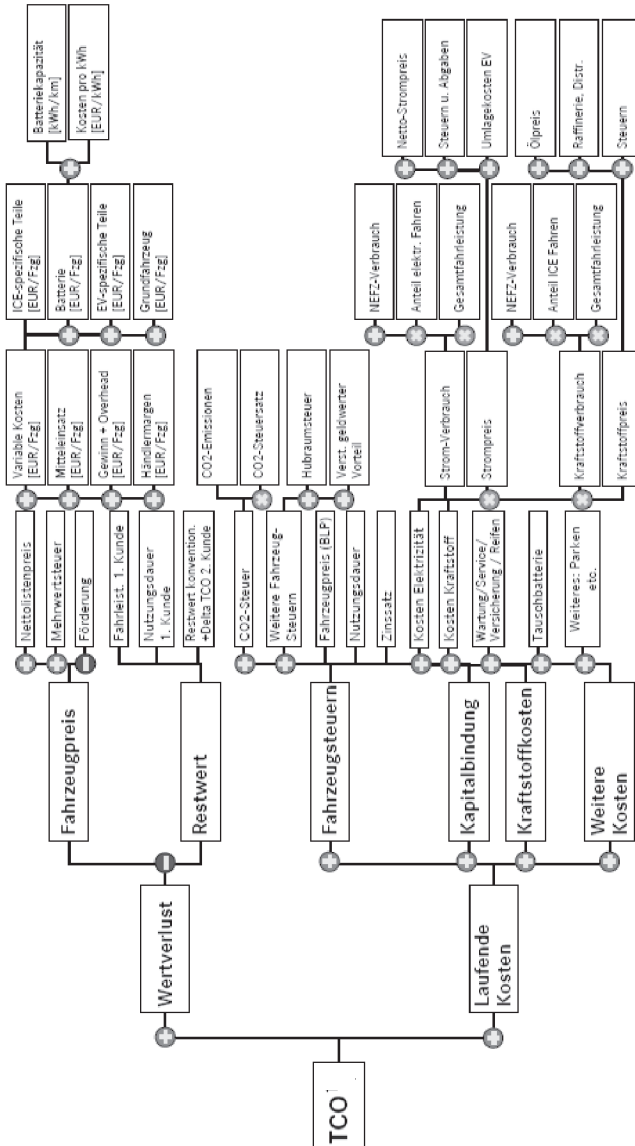 TCO¹
Wertverlust
Laufende
Kosten
Fahrzeugpreis
Restwert
Fahrzeugsteuern
Kapitalbindung
Kraftstoffkosten
Weitere
Kosten
Nettolistenpreis
Mehrwertsteuer
Förderung
Fahrleist. 1. Kunde
Nutzungsdauer
1. Kunde
Restwert konvention.
+Delta TCO 2. Kunde
CO2-Steuer
Weitere Fahrzeug-
Steuern
Fahrzeugpreis (BLP)
Nutzungsdauer
Zinssatz
Kosten Elektrizität
Kosten Kraftstoff
Wartung/Service/
Versicherung / Reifen
Tauschbatterie
Weiteres: Parken
etc.
Variable Kosten
[EUR/Fzg]
Mitteleinsatz
[EUR/Fzg]
Gewinn + Overhead
[EUR/Fzg]
Händlermargen
[EUR/Fzg]
CO2-Emissionen
CO2-Steuersatz
Hubraumsteuer
Verst. geldwerter
Vorteil
Strom-Verbrauch
Strompreis
Kraftstoffverbrauch
Kraftstoffpreis
ICE-spezifische Teile
[EUR/Fzg]
Batterie
[EUR/Fzg]
EV-spezifische Teile
[EUR/Fzg]
Grundfahrzeug
[EUR/Fzg]
NEFZ-Verbrauch
Anteil elektr. Fahren
Gesamtfahrleistung
NEFZ-Verbrauch
Anteil ICE Fahren
Gesamtfahrleistung
Batteriekapazität
[kWh/km]
Kosten pro kWh
[EUR/kWh]
Netto-Strompreis
Steuern u. Abgaben
Umlagekosten EV
Ölpreis
Raffinerie, Distr.
Steuern